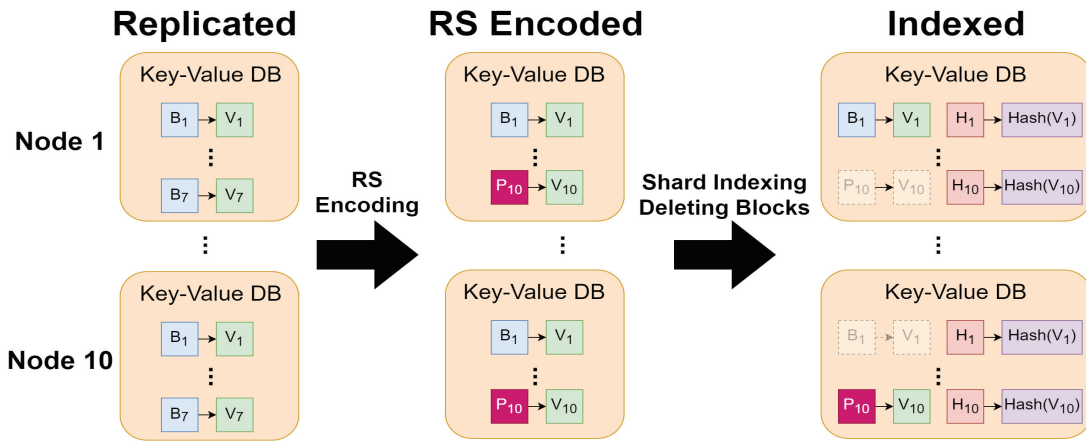 Replicated
RS Encoded
Indexed
Key-Value DB
Key-Value DB
Key-Value DB
Node 1
B1 V1
B1 V1
B1 V1 H1 Hash(V1)
B7 V7
P10 V10
P10 V10 H10 Hash(V10)
RS
Encoding
Shard Indexing
Deleting Blocks
Key-Value DB
Key-Value DB
Key-Value DB
Node 10
B1 V1
B1 V1
B1 V1 H1 Hash(V1)
B7 V7
P10 V10
P10 V10 H10 Hash(V10)